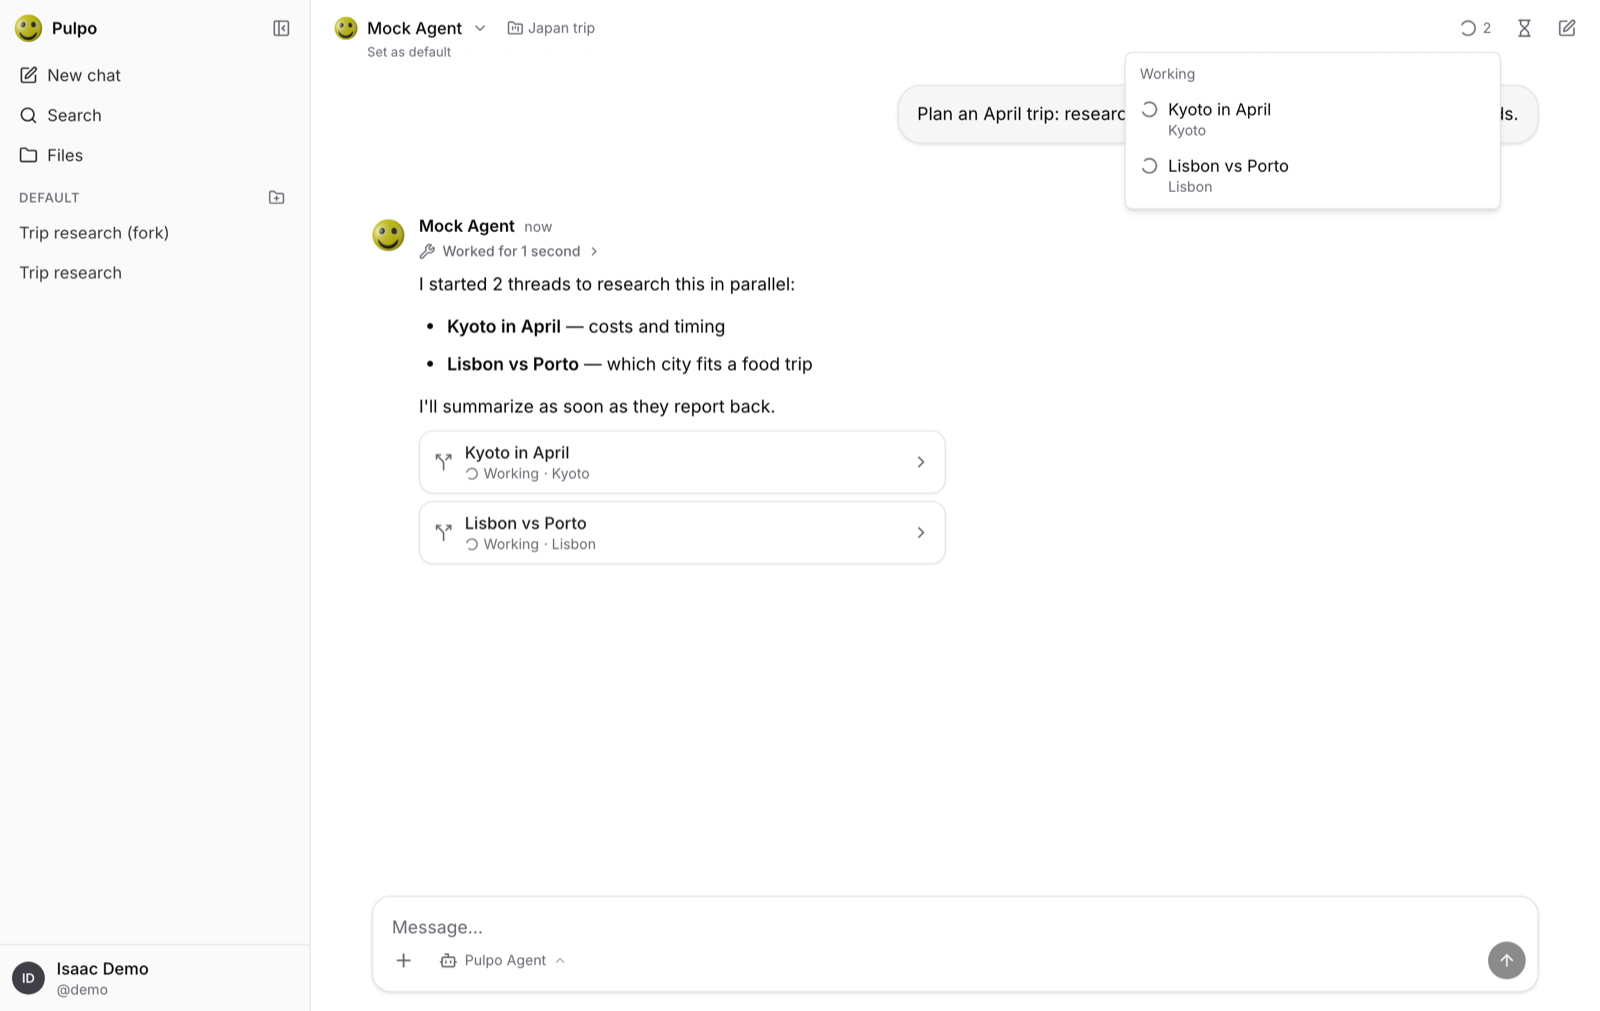 Pulpo
New chat
Search
Files
DEFAULT
Trip research (fork)
Trip research
ID
Isaac Demo
@demo
Mock Agent
Japan trip
Set as default
2
Working
Kyoto in April
Kyoto
Lisbon vs Porto
Lisbon
Plan an April trip:
Mock Agent now
Worked for 1 second
I started 2 threads to research this in parallel:
• Kyoto in April — costs and timing
• Lisbon vs Porto — which city fits a food trip
I'll summarize as soon as they report back.
Kyoto in April
Working · Kyoto
Lisbon vs Porto
Working · Lisbon
Message...
Pulpo Agent